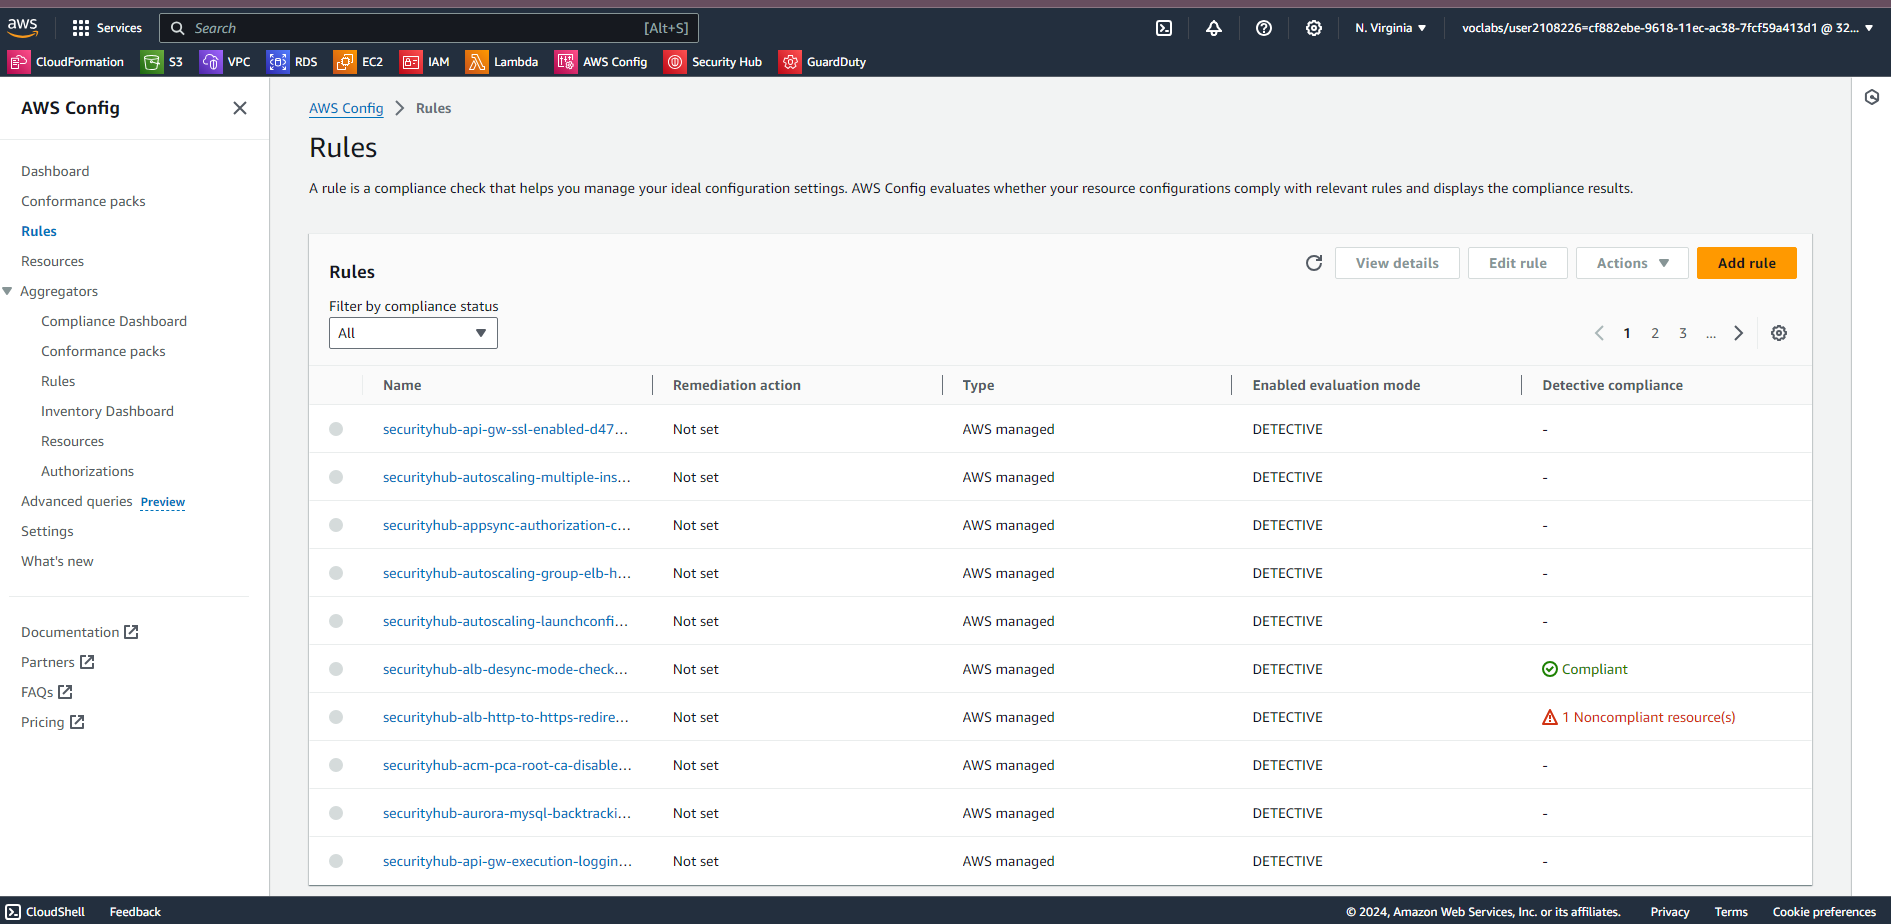 aws
Services
Search
[Alt+S]
N. Virginia
voclabs/user2108226=cf882ebe-9618-11ec-ac38-7fcf59a413d1 @ 32...
CloudFormation
S3
VPC
RDS
EC2
IAM
Lambda
AWS Config
Security Hub
GuardDuty
AWS Config
Dashboard
Conformance packs
Rules
Resources
Aggregators
Compliance Dashboard
Conformance packs
Rules
Inventory Dashboard
Resources
Authorizations
Advanced queries Preview
Settings
What's new
Documentation
Partners
FAQs
Pricing
AWS Config > Rules
Rules
A rule is a compliance check that helps you manage your ideal configuration settings. AWS Config evaluates whether your resource configurations comply with relevant rules and displays the compliance results.
Rules
View details
Edit rule
Actions
Add rule
Filter by compliance status
All
1 2 3 ...
Name Remediation action Type Enabled evaluation mode Detective compliance
securityhub-api-gw-ssl-enabled-d47... Not set AWS managed DETECTIVE -
securityhub-autoscaling-multiple-ins... Not set AWS managed DETECTIVE -
securityhub-appsync-authorization-c... Not set AWS managed DETECTIVE -
securityhub-autoscaling-group-elb-h... Not set AWS managed DETECTIVE -
securityhub-autoscaling-launchconfi... Not set AWS managed DETECTIVE -
securityhub-alb-desync-mode-check... Not set AWS managed DETECTIVE Compliant
securityhub-alb-http-to-https-redire... Not set AWS managed DETECTIVE 1 Noncompliant resource(s)
securityhub-acm-pca-root-ca-disable... Not set AWS managed DETECTIVE -
securityhub-aurora-mysql-backtracki... Not set AWS managed DETECTIVE -
securityhub-api-gw-execution-loggin... Not set AWS managed DETECTIVE -
CloudShell
Feedback
© 2024, Amazon Web Services, Inc. or its affiliates.
Privacy
Terms
Cookie preferences